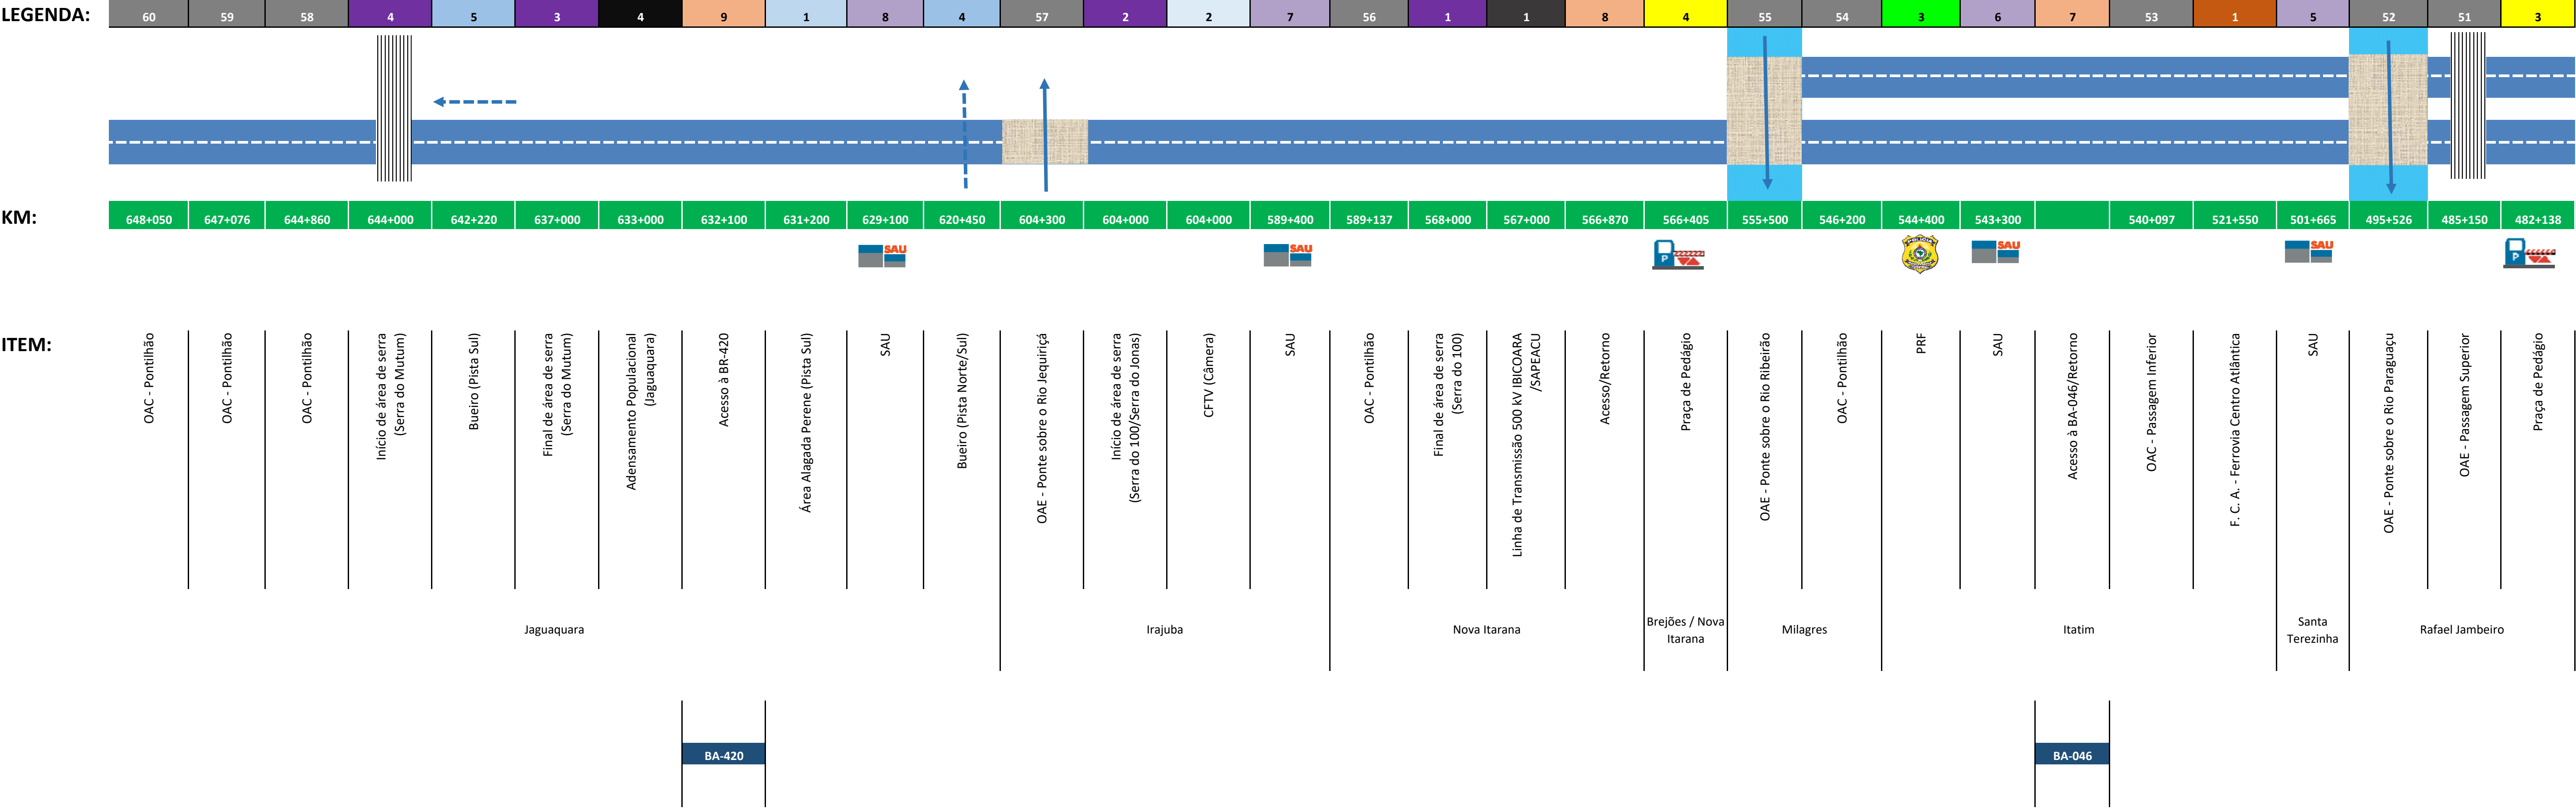 LEGENDA: 60 59 58 4 5 3 4 9 1 8 4 57 2 2 7 56 1 1 8 4 55 54 3 6 7 53 1 5 52 51 3
KM: 648+050 647+076 644+860 644+000 642+220 637+000 633+000 632+100 631+200 629+100 620+450 604+300 604+000 604+000 589+400 589+137 568+000 567+000 566+870 566+405 555+500 546+200 544+400 543+300 540+097 521+550 501+665 495+526 485+150 482+138
SAU
SAU
P
SAU
SAU
P
ITEM:
OAC - Pontilhão
OAC - Pontilhão
OAC - Pontilhão
Início de área de serra
(Serra do Mutum)
Bueiro (Pista Sul)
Final de área de serra
(Serra do Mutum)
Adensamento Populacional
(Jaguaquara)
Acesso à BR-420
Área Alagada Perene (Pista Sul)
SAU
Bueiro (Pista Norte/Sul)
OAE - Ponte sobre o Rio Jequiriçá
Início de área de serra
(Serra do 100/Serra do Jonas)
CFTV (Câmera)
SAU
OAC - Pontilhão
Final de área de serra
(Serra do 100)
Linha de Transmissão 500 kV IBICOARA
/SAPEACU
Acesso/Retorno
Praça de Pedágio
OAE - Ponte sobre o Rio Ribeirão
OAC - Pontilhão
PRF
SAU
Acesso à BA-046/Retorno
OAC - Passagem Inferior
F. C. A. - Ferrovia Centro Atlântica
SAU
OAE - Ponte sobre o Rio Paraguaçu
OAE - Passagem Superior
Praça de Pedágio
Jaguaquara
Irajuba
Nova Itarana
Brejões / Nova
Itarana
Milagres
Itatim
Santa
Terezinha
Rafael Jambeiro
BA-420
BA-046